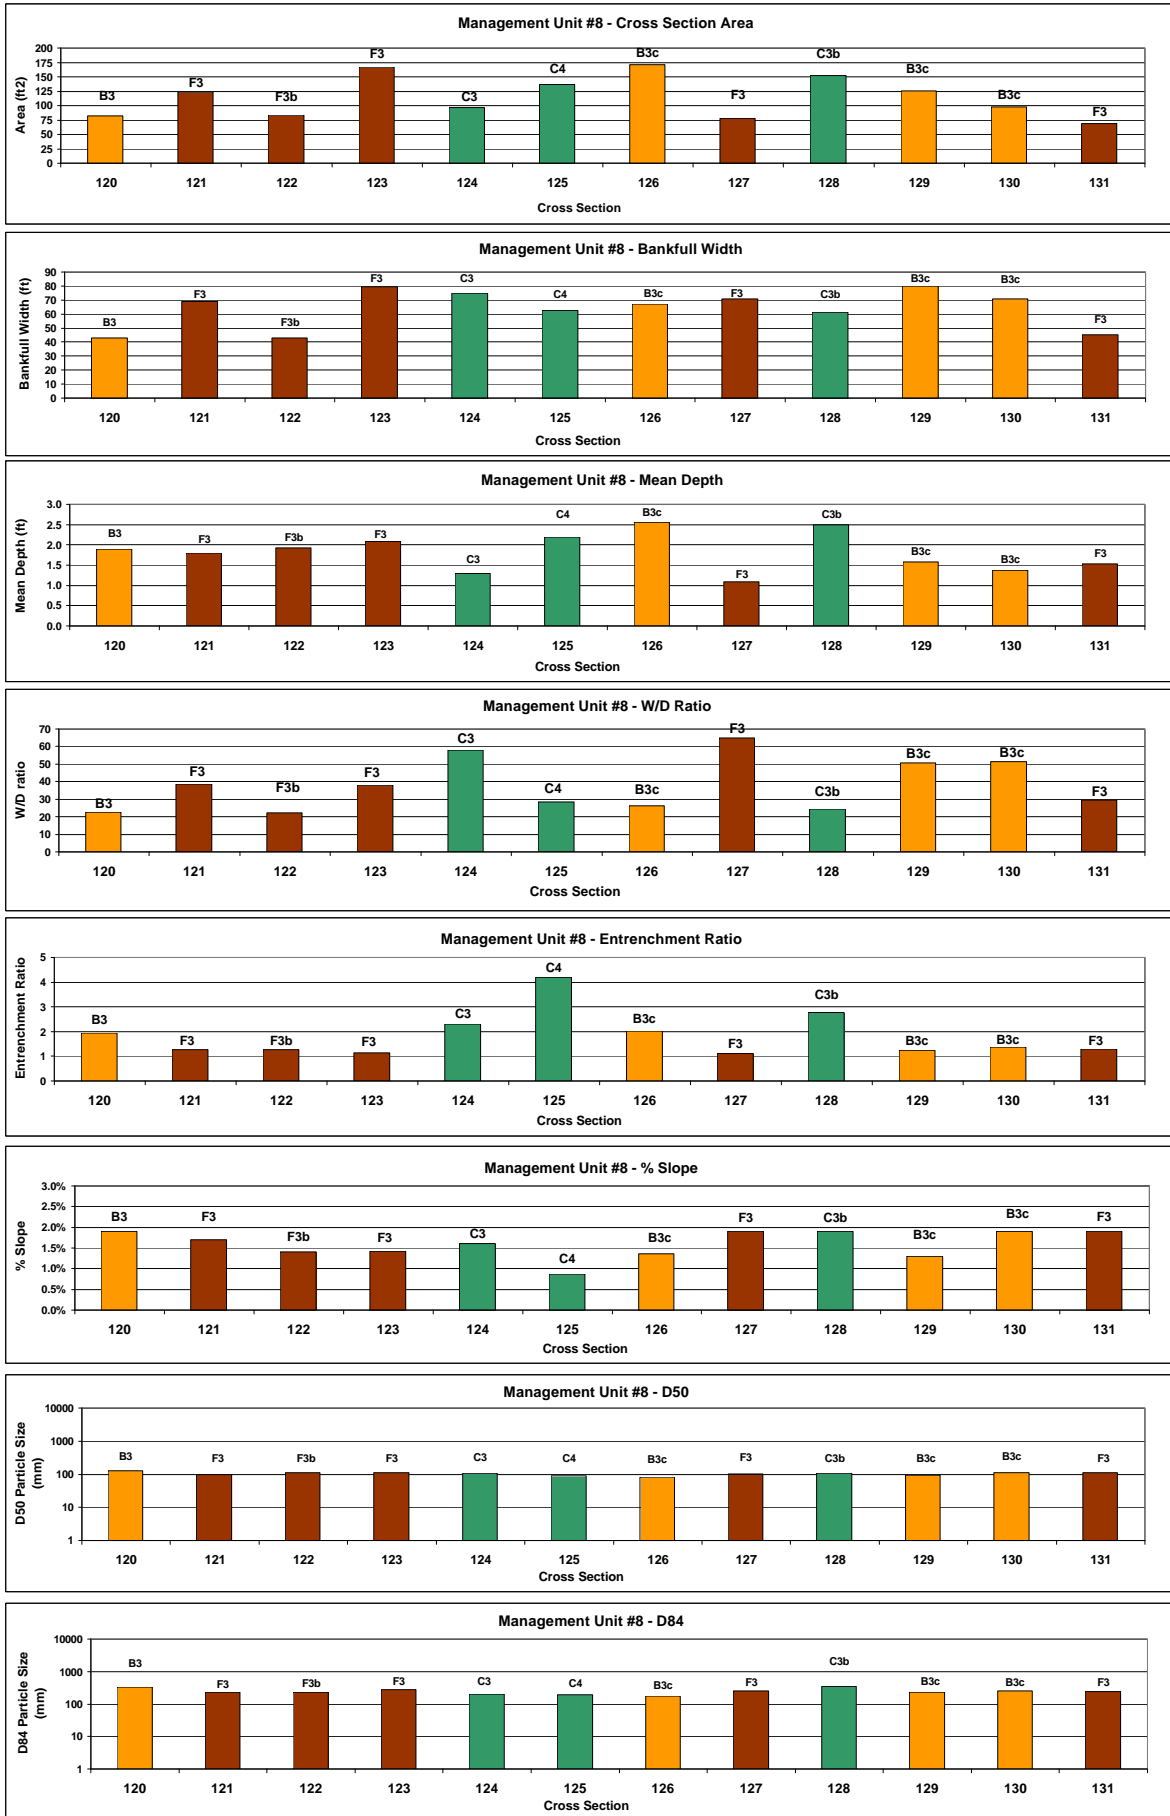 Management Unit #8 - Cross Section Area
Area (ft2)
200
175
150
125
100
75
50
25
0
B3 F3 F3b F3 C3 C4 B3c F3 C3b B3c B3c F3
120 121 122 123 124 125 126 127 128 129 130 131
Cross Section
Management Unit #8 - Bankfull Width
Bankfull Width (ft)
90
80
70
60
50
40
30
20
10
0
B3 F3 F3b F3 C3 C4 B3c F3 C3b B3c B3c F3
120 121 122 123 124 125 126 127 128 129 130 131
Cross Section
Management Unit #8 - Mean Depth
Mean Depth (ft)
3.0
2.5
2.0
1.5
1.0
0.5
0.0
B3 F3 F3b F3 C3 C4 B3c F3 C3b B3c B3c F3
120 121 122 123 124 125 126 127 128 129 130 131
Cross Section
Management Unit #8 - W/D Ratio
W/D ratio
70
60
50
40
30
20
10
0
B3 F3 F3b F3 C3 C4 B3c F3 C3b B3c B3c F3
120 121 122 123 124 125 126 127 128 129 130 131
Cross Section
Management Unit #8 - Entrenchment Ratio
Entrenchment Ratio
5
4
3
2
1
0
B3 F3 F3b F3 C3 C4 B3c F3 C3b B3c B3c F3
120 121 122 123 124 125 126 127 128 129 130 131
Cross Section
Management Unit #8 - % Slope
% Slope
3.0%
2.5%
2.0%
1.5%
1.0%
0.5%
0.0%
B3 F3 F3b F3 C3 C4 B3c F3 C3b B3c B3c F3
120 121 122 123 124 125 126 127 128 129 130 131
Cross Section
Management Unit #8 - D50
D50 Particle Size
(mm)
10000
1000
100
10
1
B3 F3 F3b F3 C3 C4 B3c F3 C3b B3c B3c F3
120 121 122 123 124 125 126 127 128 129 130 131
Cross Section
Management Unit #8 - D84
D84 Particle Size
(mm)
10000
1000
100
10
1
B3 F3 F3b F3 C3 C4 B3c F3 C3b B3c B3c F3
120 121 122 123 124 125 126 127 128 129 130 131
Cross Section